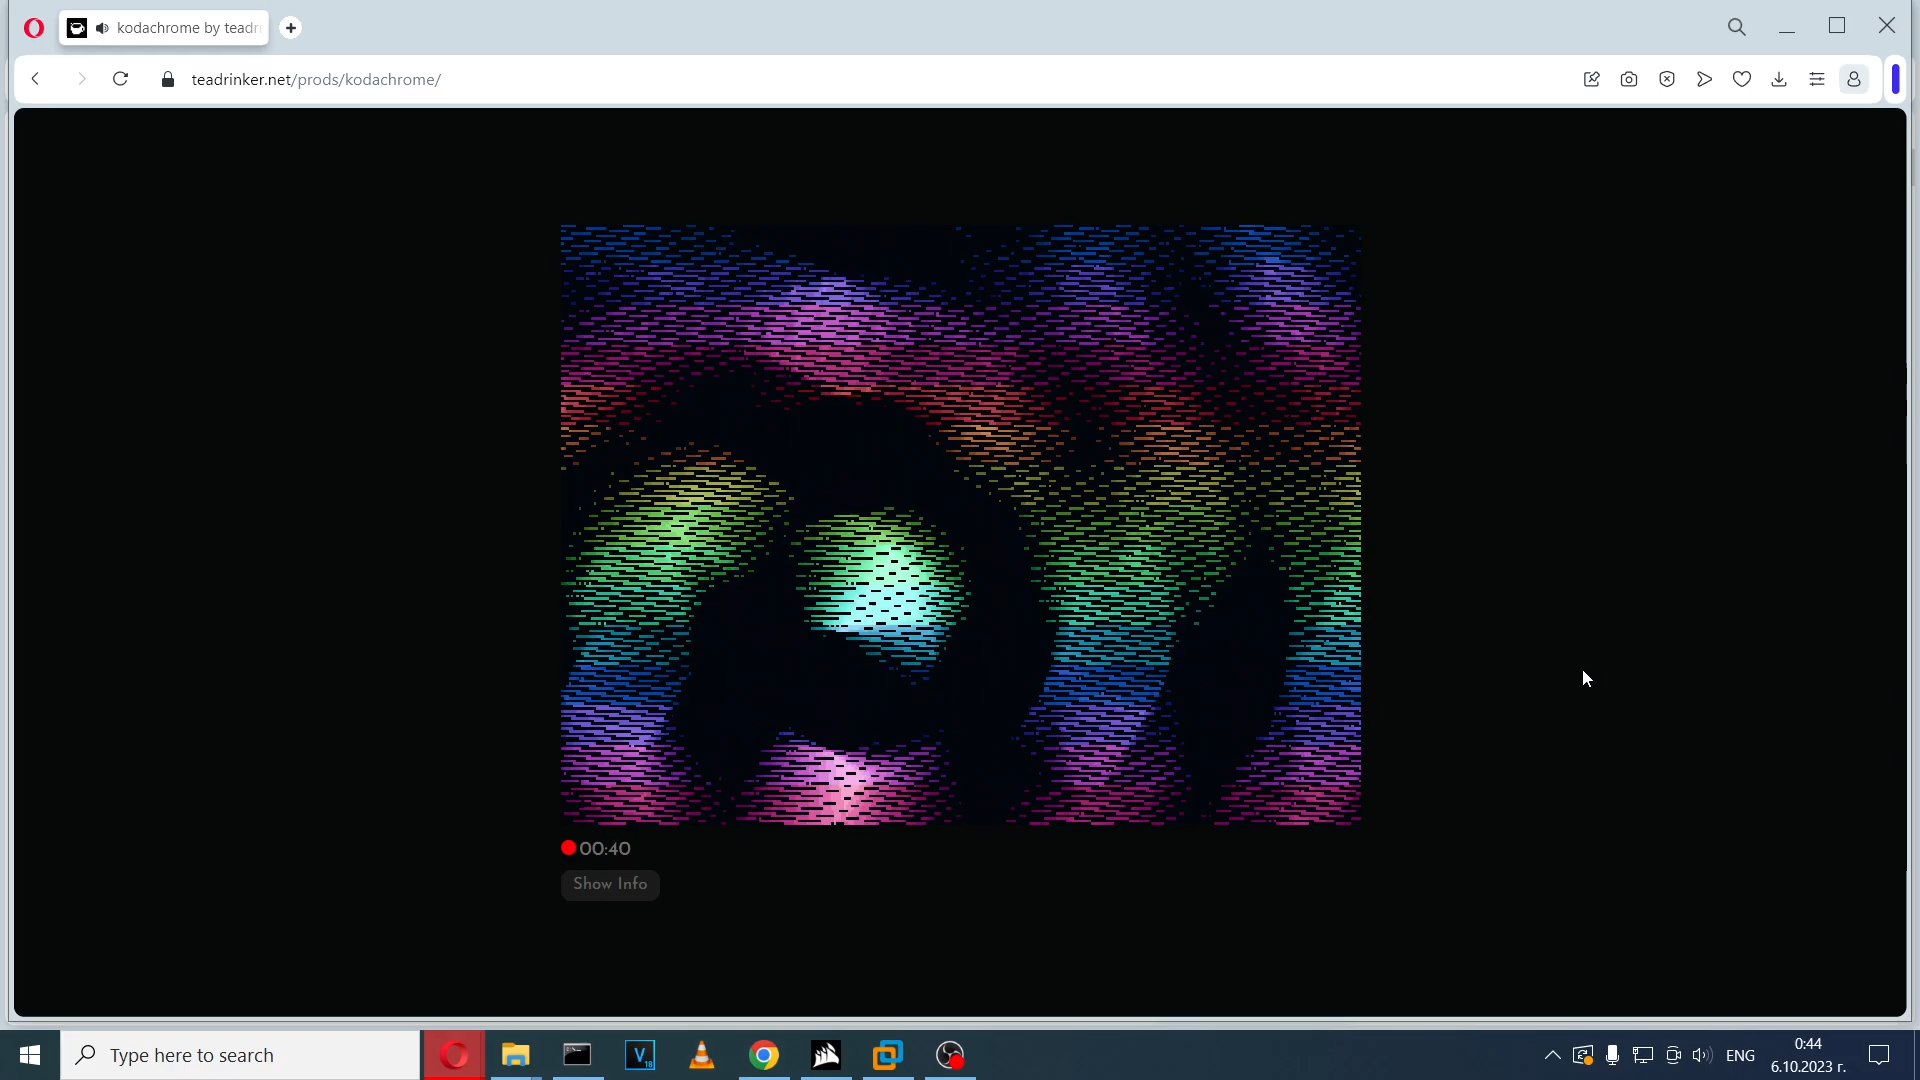 kodachrome by teadr
teadrinker.net/prods/kodachrome/
00:40
Show Info
Type here to search
V
18
ENG
0:44
6.10.2023 г.